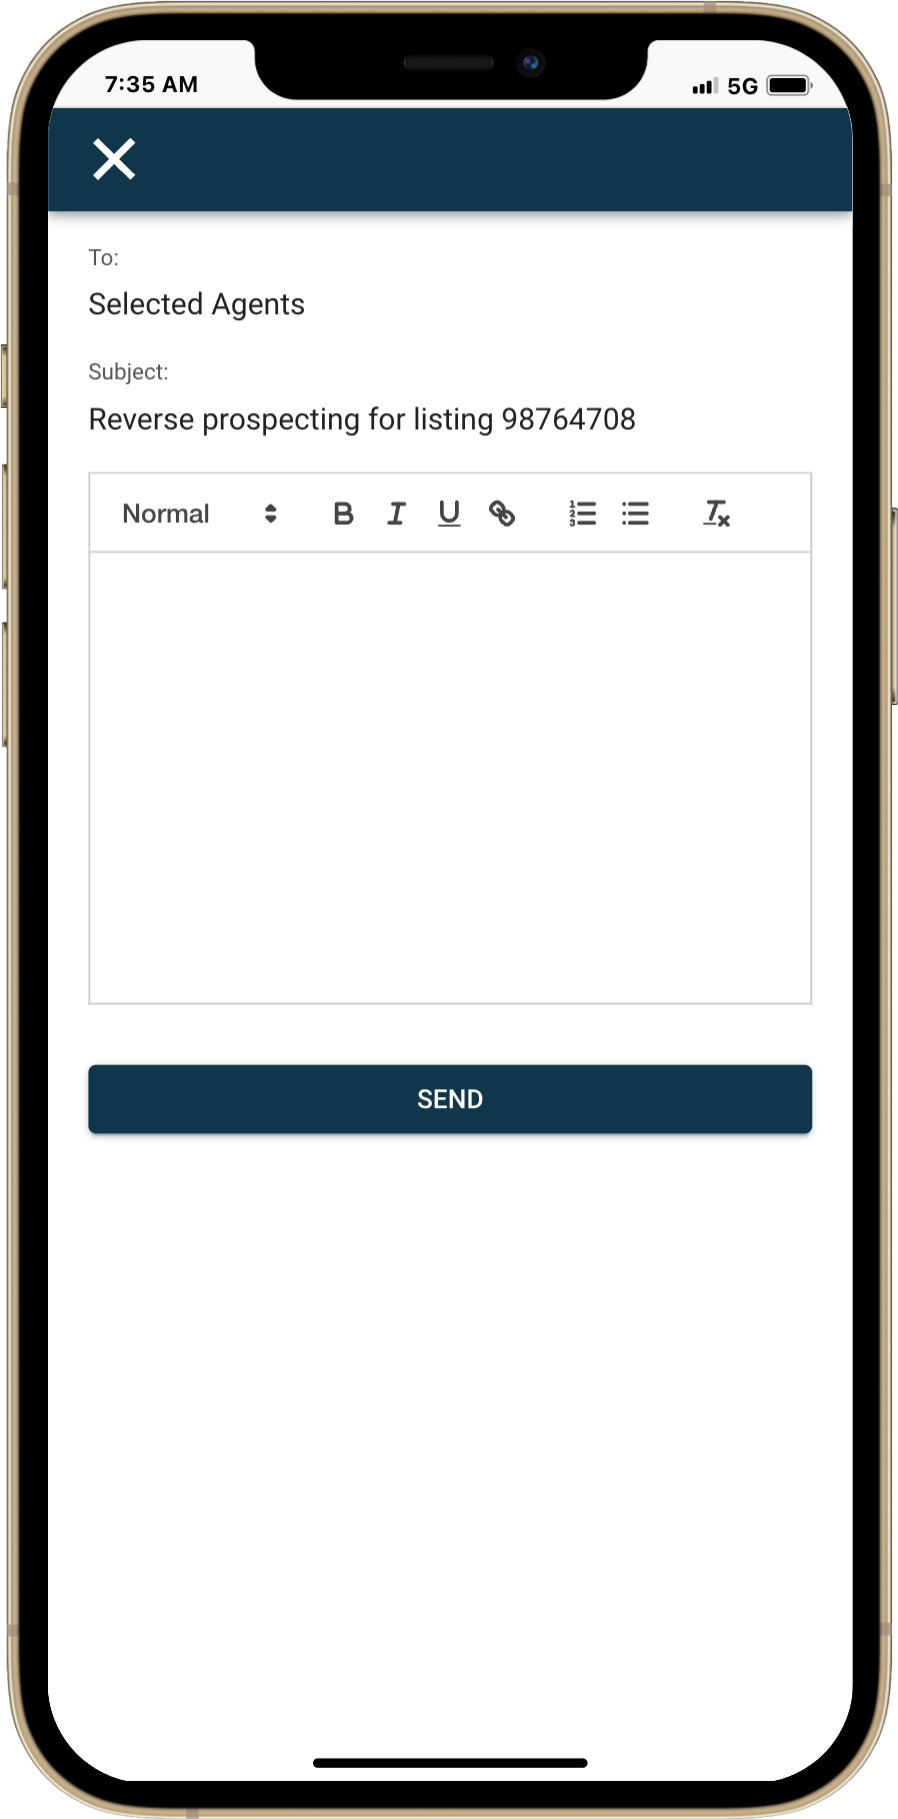 7:35 AM 5G
To:
Selected Agents
Subject:
Reverse prospecting for listing 98764708
Normal B I U
SEND